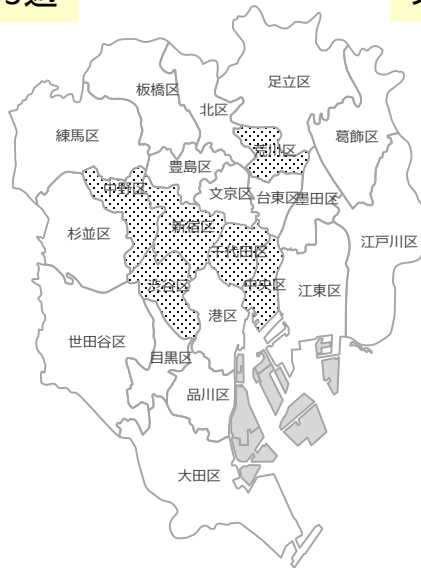 板橋区
足立区
北区
練馬区
荒川区
葛飾区
豊島区
中野区
文京区
台東区
墨田区
杉並区
新宿区
千代田区
江戸川区
渋谷区
中央区
江東区
港区
世田谷区
目黒区
品川区
大田区